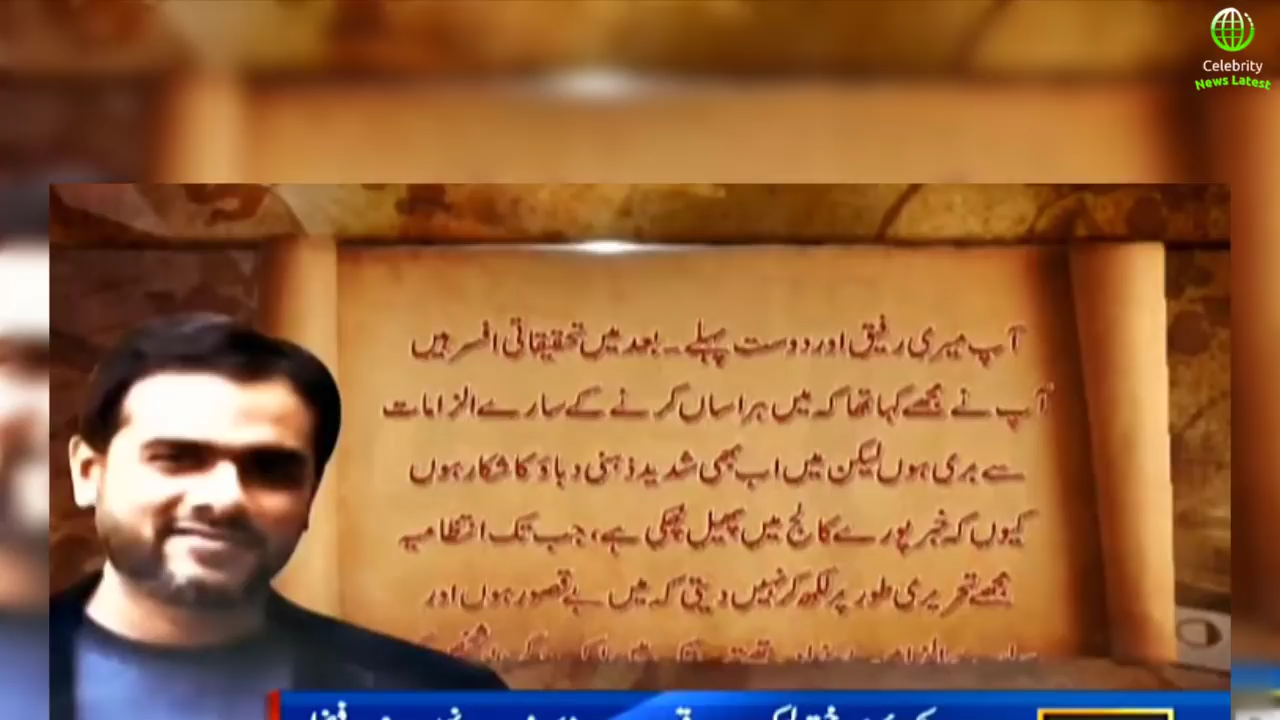 Celebrity
News Latest
آپ میری رفیق اور دوست پہلے۔ بعد میں تحقیقاتی افسر ہیں
آپ نے مجھے کہا تھا کہ میں ہراساں کرنے کے سارے الزامات
سے بری ہوں لیکن میں اب بھی شدید ذہنی دباؤ کا شکار ہوں
کیوں کہ خبر پورے کالج میں پھیل چکی ہے، جب تک انتظامیہ
مجھے تحریری طور پر لکھ کر نہیں دیتی کہ میں بے قصور ہوں اور